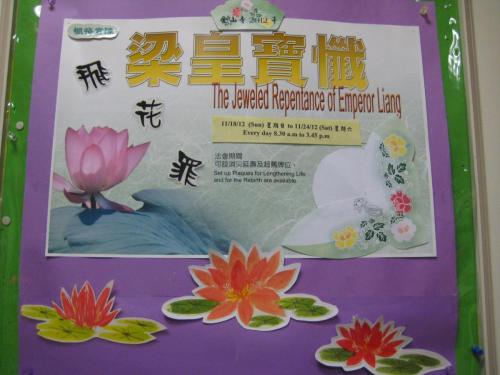 梁皇寶懺
The Jeweled Repentance of Emperor Liang
飛
花
罪
11/18/12 (Sun) 星期日 to 11/24/12 (Sat) 星期六
Every day 8.30 a.m to 3.45 p.m
法會期間
可設消災延壽及超薦牌位。
Set up Plaques for Lengthening Life
and for the Rebirth are available.